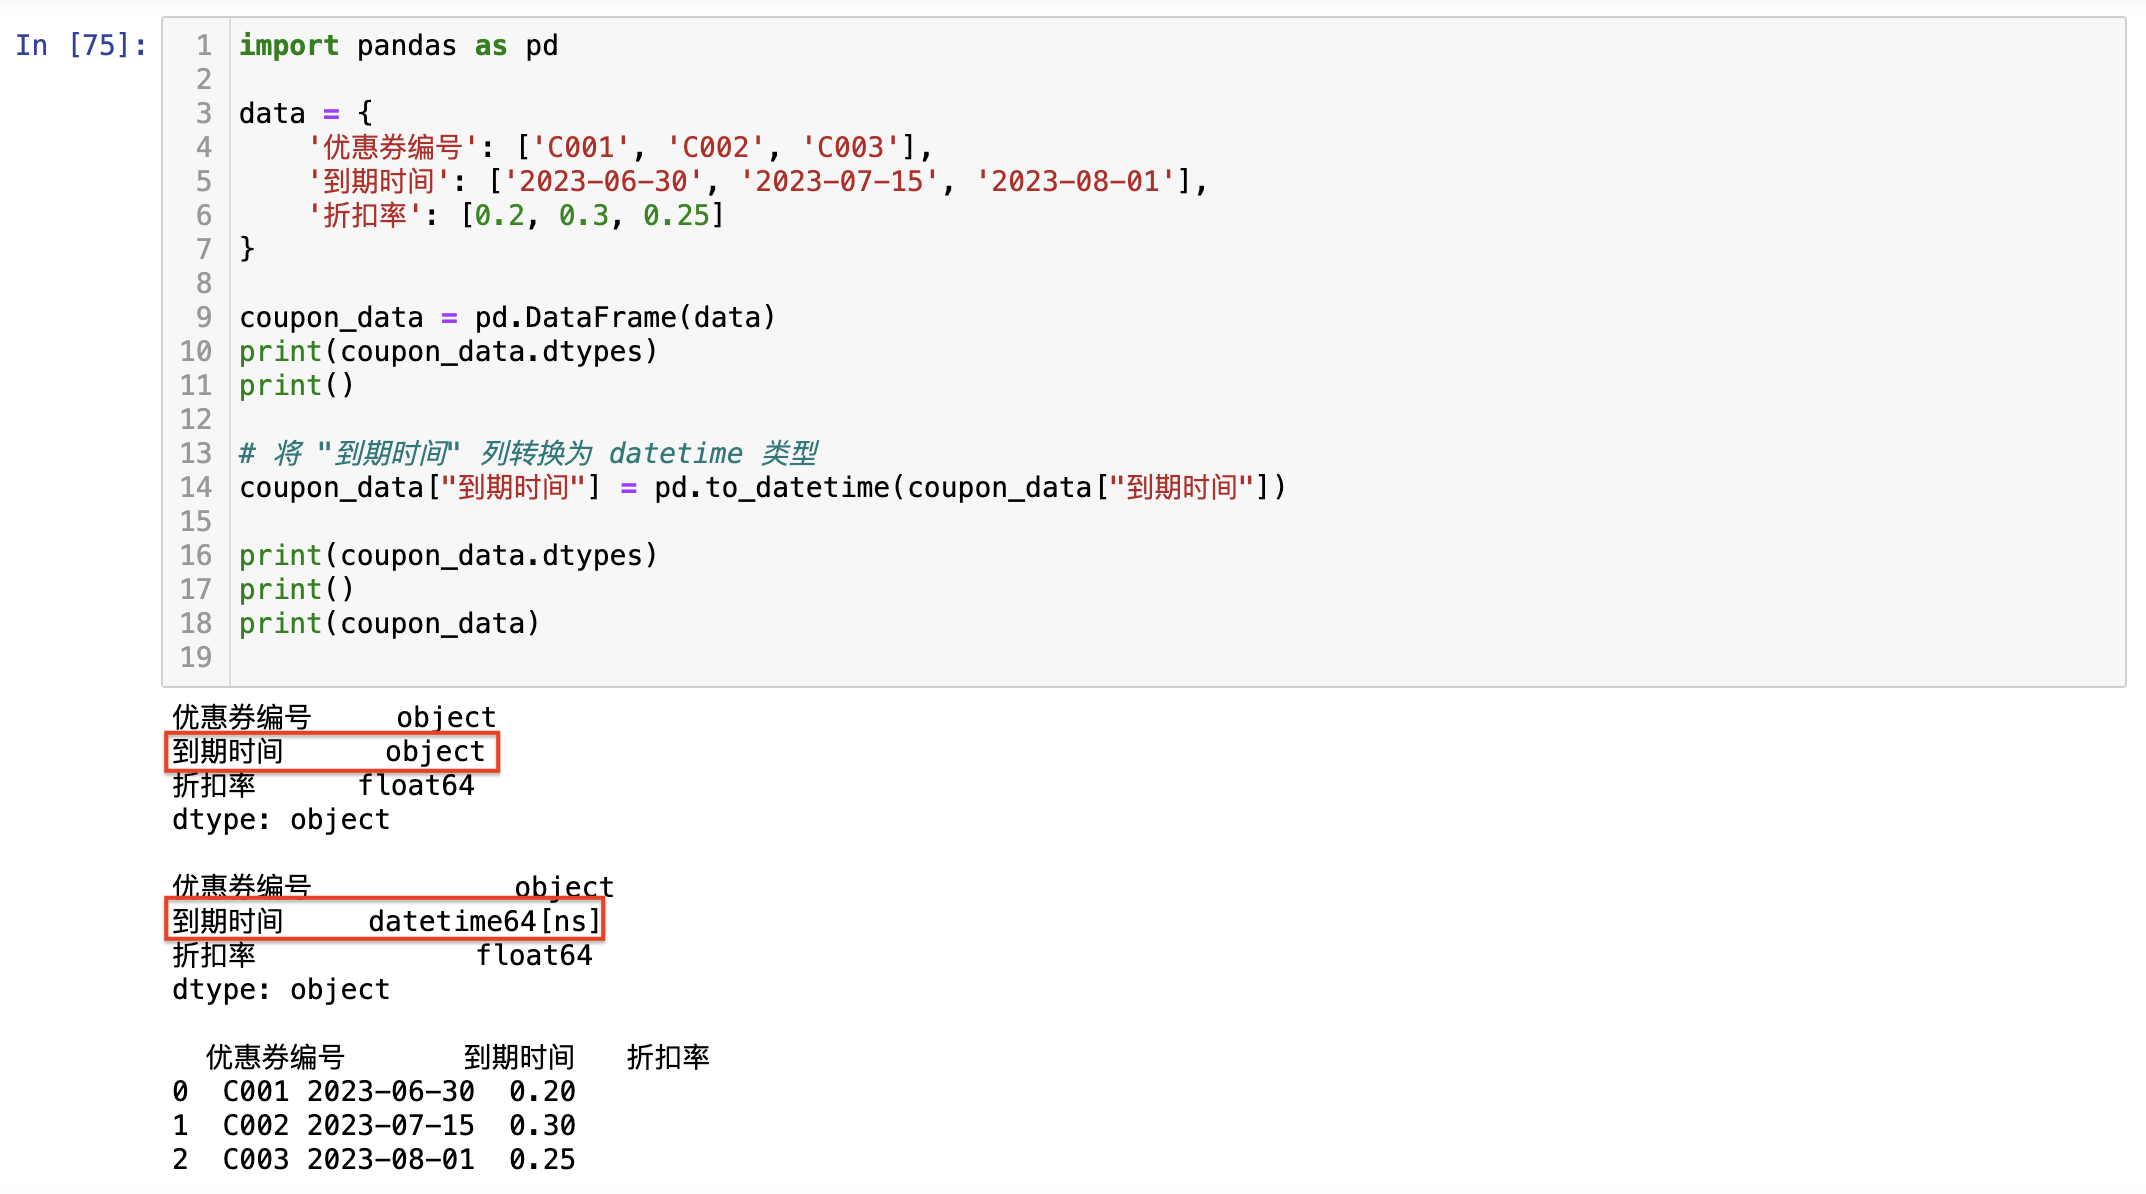 In [75]:
1 import pandas as pd
2
3 data = {
4     '优惠券编号': ['C001', 'C002', 'C003'],
5     '到期时间': ['2023-06-30', '2023-07-15', '2023-08-01'],
6     '折扣率': [0.2, 0.3, 0.25]
7 }
8
9 coupon_data = pd.DataFrame(data)
10 print(coupon_data.dtypes)
11 print()
12
13 # 将 "到期时间" 列转换为 datetime 类型
14 coupon_data["到期时间"] = pd.to_datetime(coupon_data["到期时间"])
15
16 print(coupon_data.dtypes)
17 print()
18 print(coupon_data)
19
优惠券编号     object
到期时间      object
折扣率      float64
dtype: object
优惠券编号            object
到期时间     datetime64[ns]
折扣率             float64
dtype: object
  优惠券编号       到期时间   折扣率
0  C001 2023-06-30  0.20
1  C002 2023-07-15  0.30
2  C003 2023-08-01  0.25